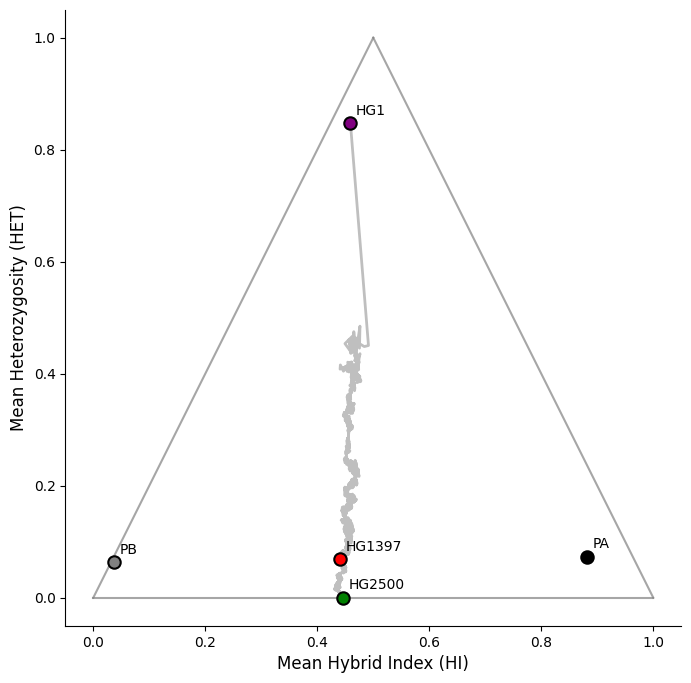 1.0
0.8
0.6
0.4
0.2
0.0
Mean Heterozygosity (HET)
HG1
PB
HG1397
PA
HG2500
0.0 0.2 0.4 0.6 0.8 1.0
Mean Hybrid Index (HI)